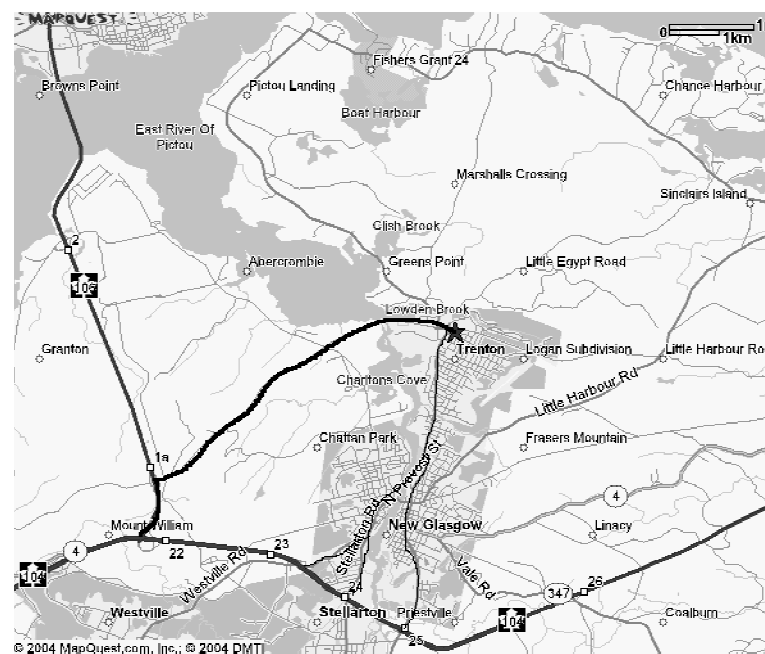 MAPQUEST
0
1
1km
Fishers Grant 24
Browns Point
Pictou Landing
Chance Harbour
Boat Harbour
East River Of
Pictou
Marshalls Crossing
Sinclairs Island
Clish Brook
2
Abercrombie
Greens Point
Little Egypt Road
106
Lowden Brook
Granton
Trenton
Logan Subdivision
Little Harbour Ro
Charltons Cove
Little Harbour Rd
Chattan Park
Frasers Mountain
1a
N Provost St
4
Stellarton Rd
Mount William
New Glasgow
Linacy
4
22
23
Westville Rd
Vale Rd
104
24
347
26
Westville
Stellarton
Priestville
104
Coalburn
25
© 2004 MapQuest.com, Inc.; © 2004 DMTI